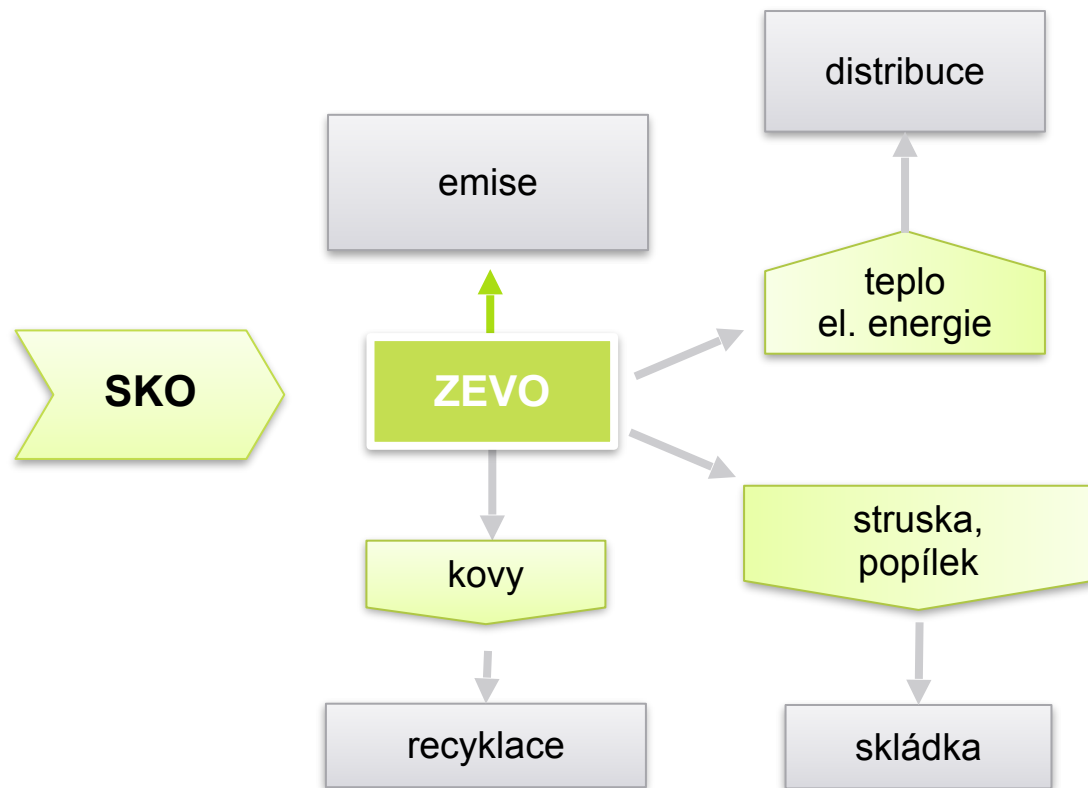 distribuce
emise
teplo
el. energie
SKO
ZEVO
struska,
popílek
kovy
recyklace
skládka